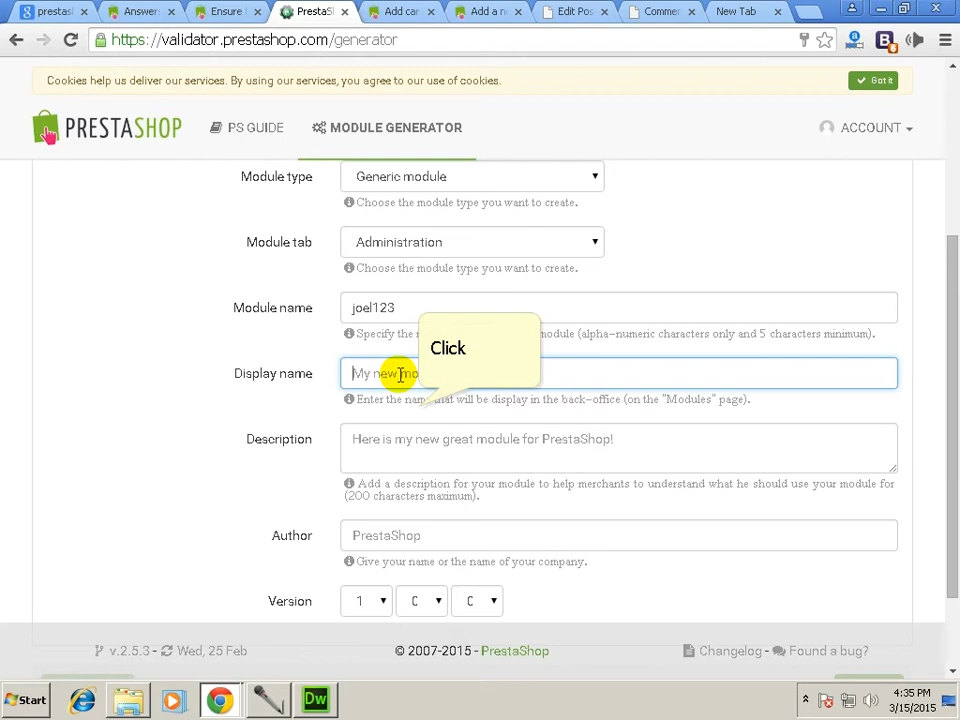 prestas
Answers
Ensure
PrestaS
Add car
Add a n
Edit Pos
Commer
New Tab
https://validator.prestashop.com/generator
Cookies help us deliver our services. By using our services, you agree to our use of cookies.
Got it
PRESTASHOP
PS GUIDE
MODULE GENERATOR
ACCOUNT
Module type
Generic module
Choose the module type you want to create.
Module tab
Administration
Choose the module type you want to create.
Module name
joel123
Specify the module (alpha-numeric characters only and 5 characters minimum).
Click
Display name
My new mo
Enter the name that will be display in the back-office (on the "Modules" page).
Description
Here is my new great module for PrestaShop!
Add a description for your module to help merchants to understand what he should use your module for
(200 characters maximum).
Author
PrestaShop
Give your name or the name of your company.
Version
1
v.2.5.3 - Wed, 25 Feb
© 2007-2015 - PrestaShop
Changelog - Found a bug?
Start
Dw
4:35 PM
3/15/2015